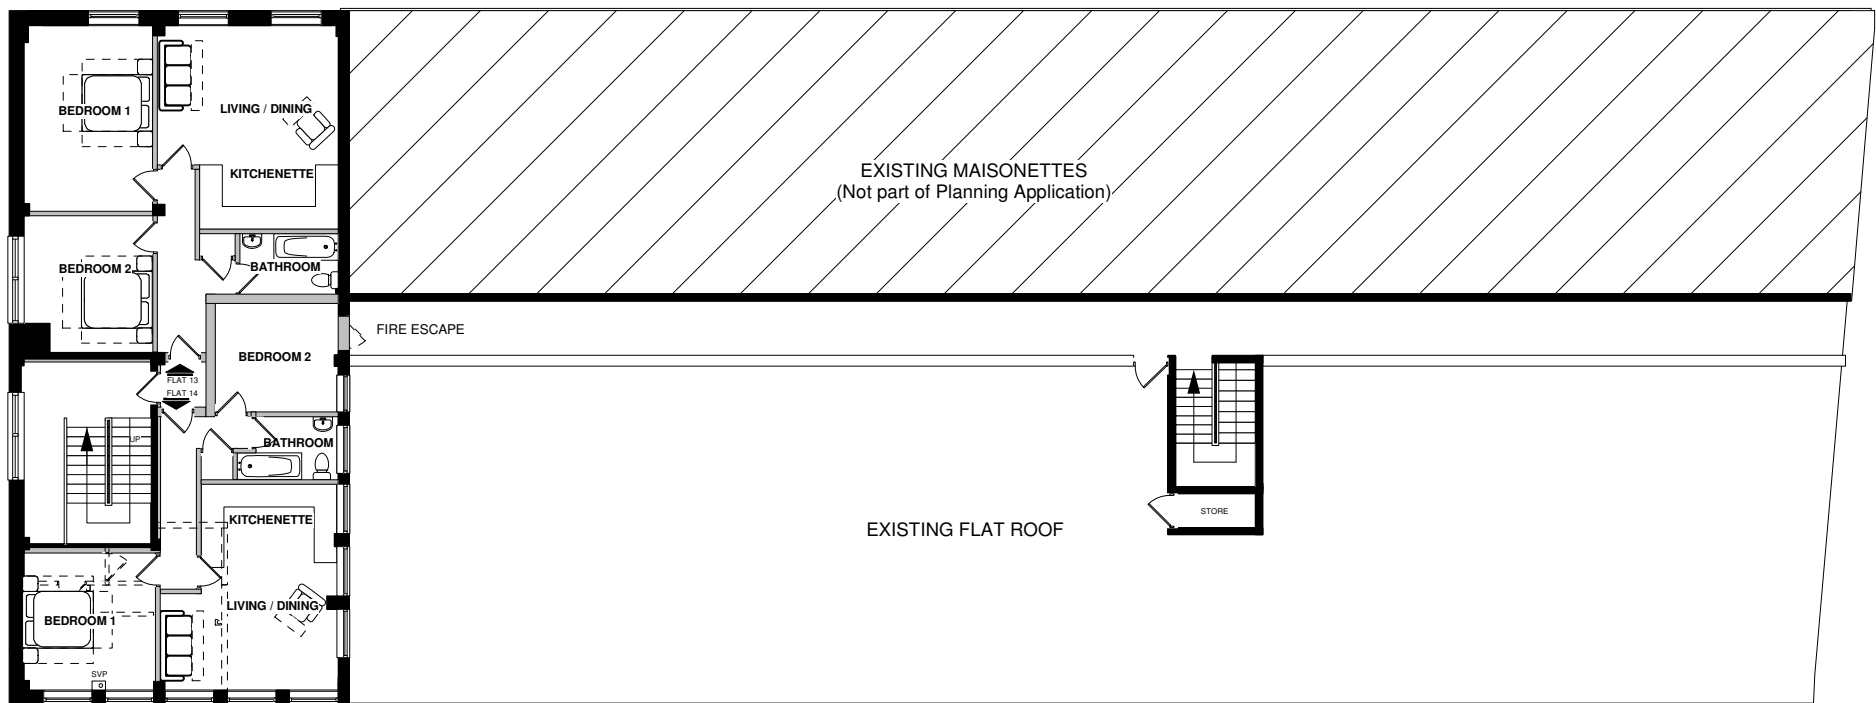 BEDROOM 1
LIVING / DINING
KITCHENETTE
BEDROOM 2
BATHROOM
EXISTING MAISONETTES
(Not part of Planning Application)
FIRE ESCAPE
BEDROOM 2
FLAT 13
FLAT 14
UP
BATHROOM
KITCHENETTE
LIVING / DINING
BEDROOM 1
SVP
EXISTING FLAT ROOF
STORE